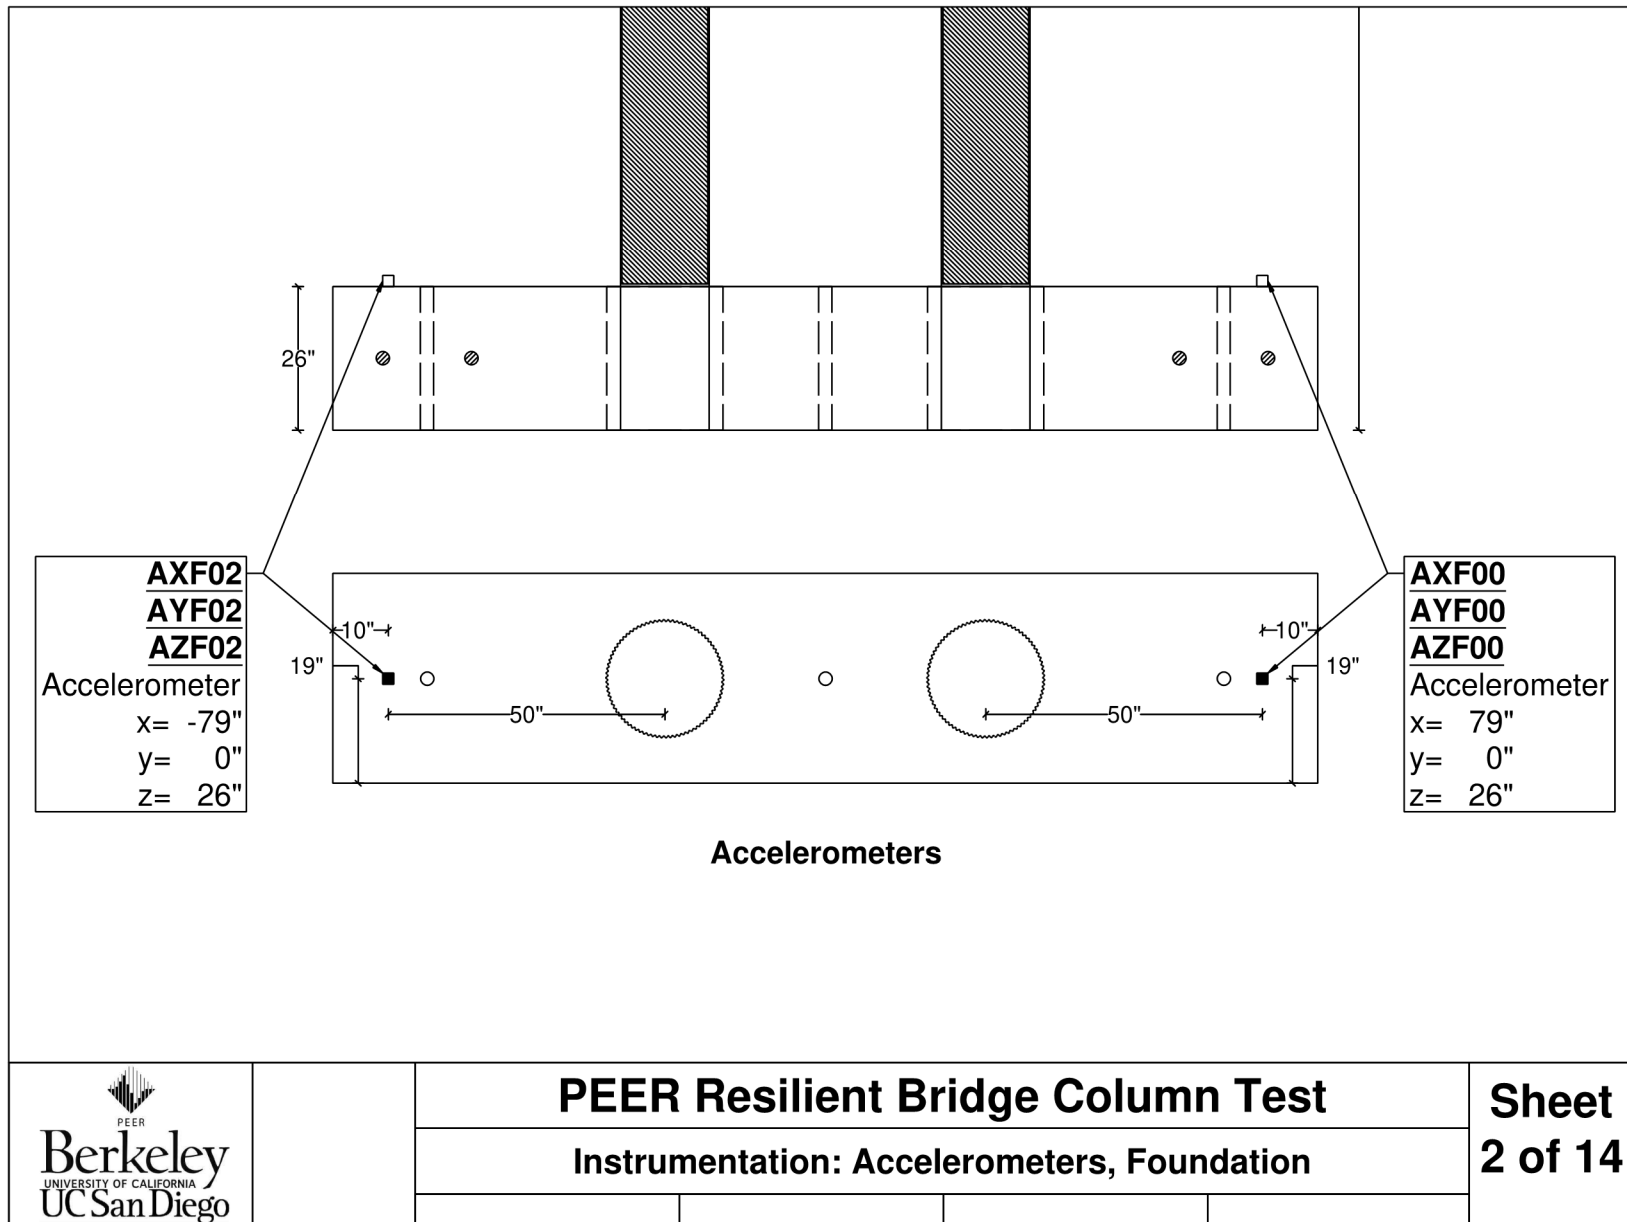 26"
AXF02
AYF02
AZF02
Accelerometer
x= -79"
y= 0"
z= 26"
10"
19"
50"
50"
10"
19"
AXF00
AYF00
AZF00
Accelerometer
x= 79"
y= 0"
z= 26"
Accelerometers
PEER
Berkeley
UNIVERSITY OF CALIFORNIA
UC San Diego
PEER Resilient Bridge Column Test
Instrumentation: Accelerometers, Foundation
Sheet
2 of 14